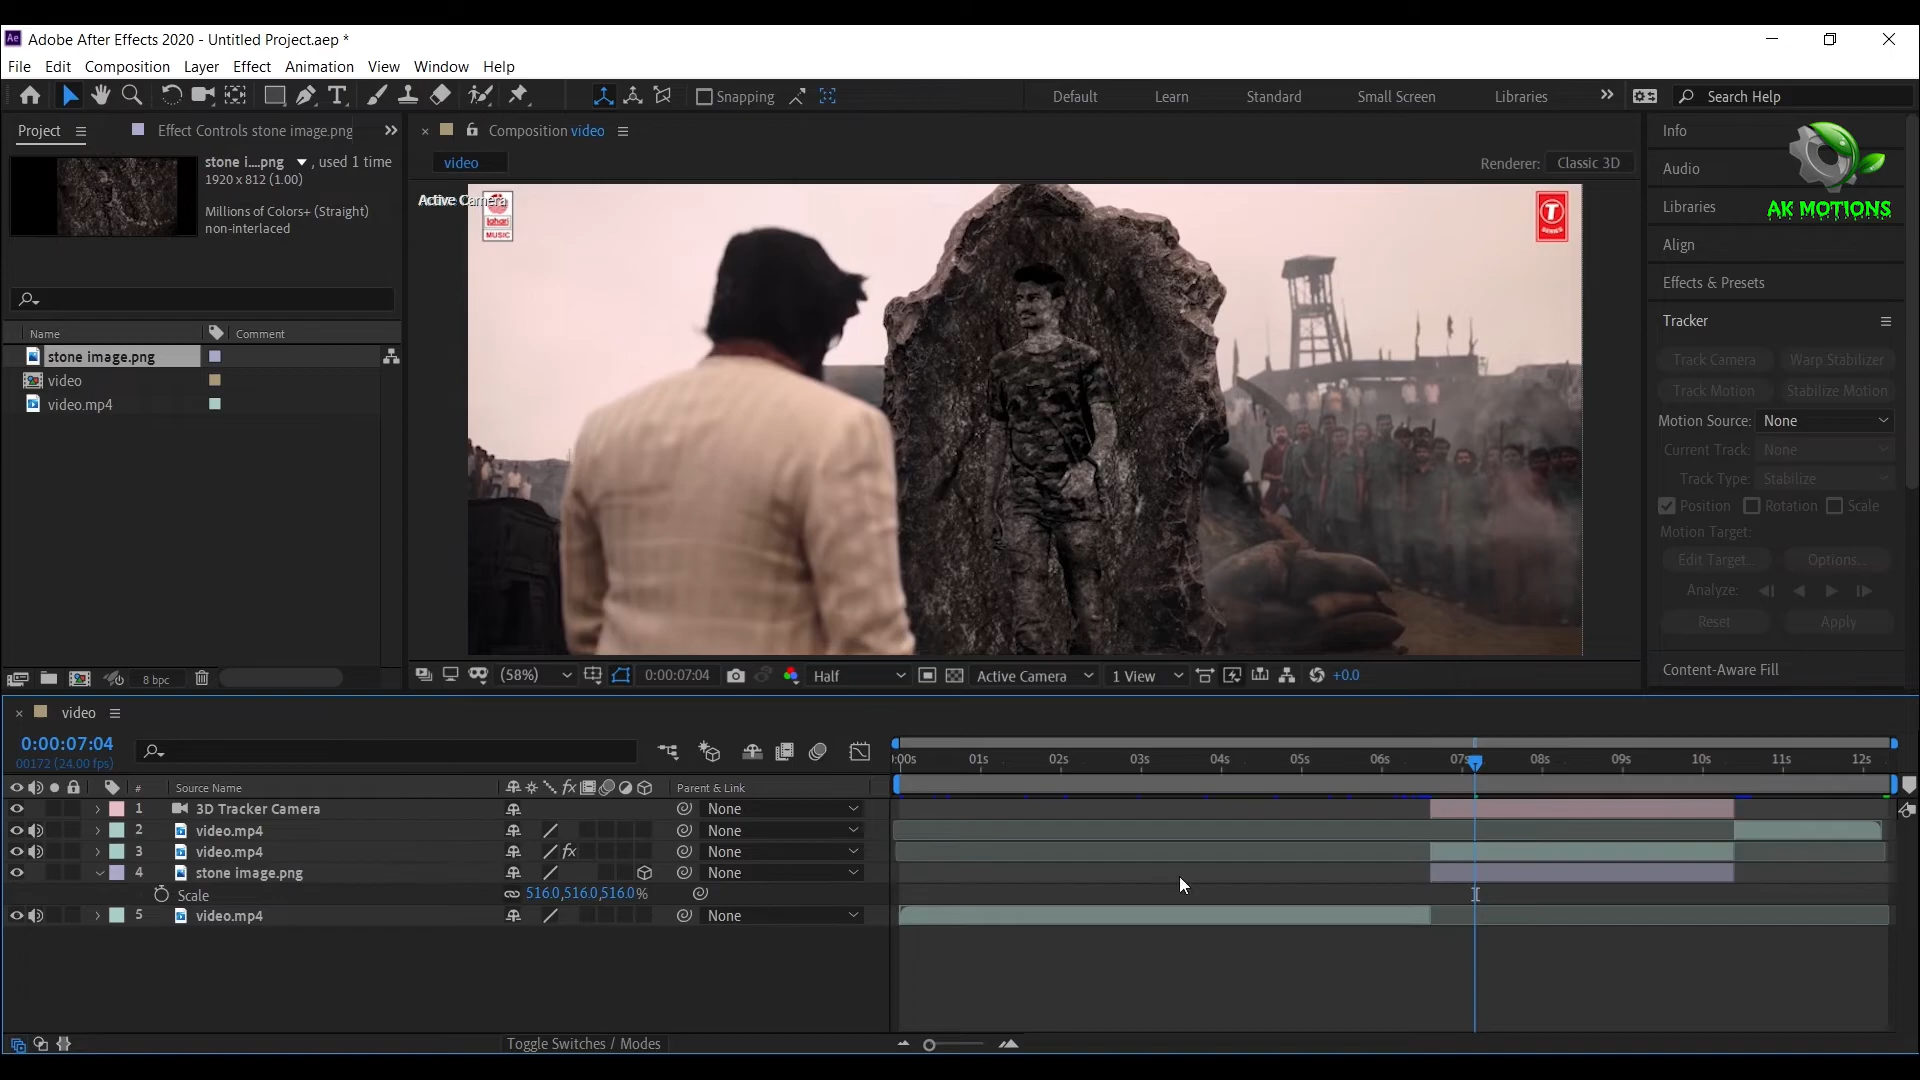 Adobe After Effects 2020 - Untitled Project.aep *
File Edit Composition Layer Effect Animation View Window Help
Snapping
Default Learn Standard Small Screen Libraries
Search Help
Project
Effect Controls stone image.png
stone i....png , used 1 time
1920 x 812 (1.00)
Millions of Colors+ (Straight)
non-interlaced
Name Comment
stone image.png
video
video.mp4
8 bpc
Composition video
video
Renderer: Classic 3D
Active Camera
lahari
MUSIC
T
SERIES
(58%) 0:00:07:04 Half Active Camera 1 View +0.0
Info
Audio
Libraries
Align
Effects & Presets
Tracker
Track Camera Warp Stabilizer
Track Motion Stabilize Motion
Motion Source: None
Current Track: None
Track Type: Stabilize
Position Rotation Scale
Motion Target:
Edit Target... Options...
Analyze:
Reset Apply
Content-Aware Fill
AK MOTIONS
video
0:00:07:04
00172 (24.00 fps)
# Source Name Parent & Link
:00s 01s 02s 03s 04s 05s 06s 07s 08s 09s 10s 11s 12s
1 3D Tracker Camera None
2 video.mp4 None
3 video.mp4 fx None
4 stone image.png None
Scale 516.0,516.0,516.0%
5 video.mp4 None
Toggle Switches / Modes